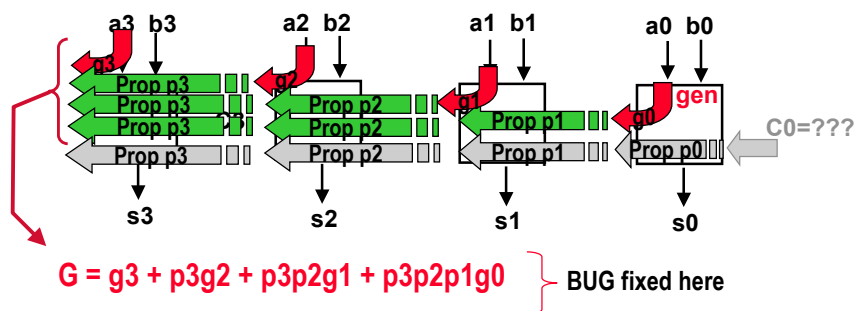 a3 b3 a2 b2 a1 b1 a0 b0
g3 g2 g1 g0 gen
Prop p3
Prop p3 Prop p2 Prop p1 C0=???
Prop p3 Prop p2
Prop p3 Prop p2 Prop p1 Prop p0
s3 s2 s1 s0
G = g3 + p3g2 + p3p2g1 + p3p2p1g0 BUG fixed here